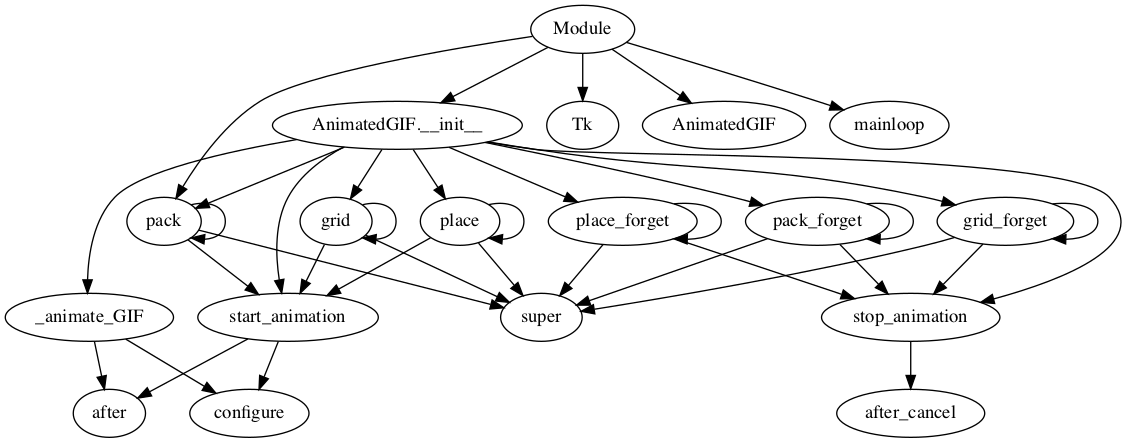 Module
AnimatedGIF.__init__
Tk
AnimatedGIF
mainloop
pack
grid
place
place_forget
pack_forget
grid_forget
_animate_GIF
start_animation
super
stop_animation
after
configure
after_cancel